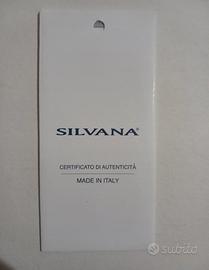 SILVANA®
CERTIFICATO DI AUTENTICITÀ
MADE IN ITALY
subito